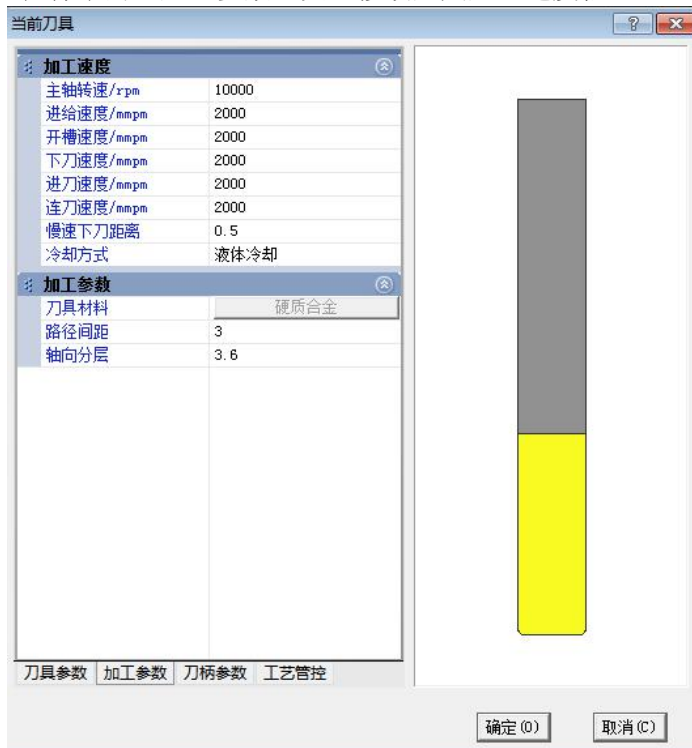 当前刀具
加工速度
主轴转速/rpm 10000
进给速度/mmpm 2000
开槽速度/mmpm 2000
下刀速度/mmpm 2000
进刀速度/mmpm 2000
连刀速度/mmpm 2000
慢速下刀距离 0.5
冷却方式 液体冷却
加工参数
刀具材料 硬质合金
路径间距 3
轴向分层 3.6
刀具参数 加工参数 刀柄参数 工艺管控
确定(O) 取消(C)